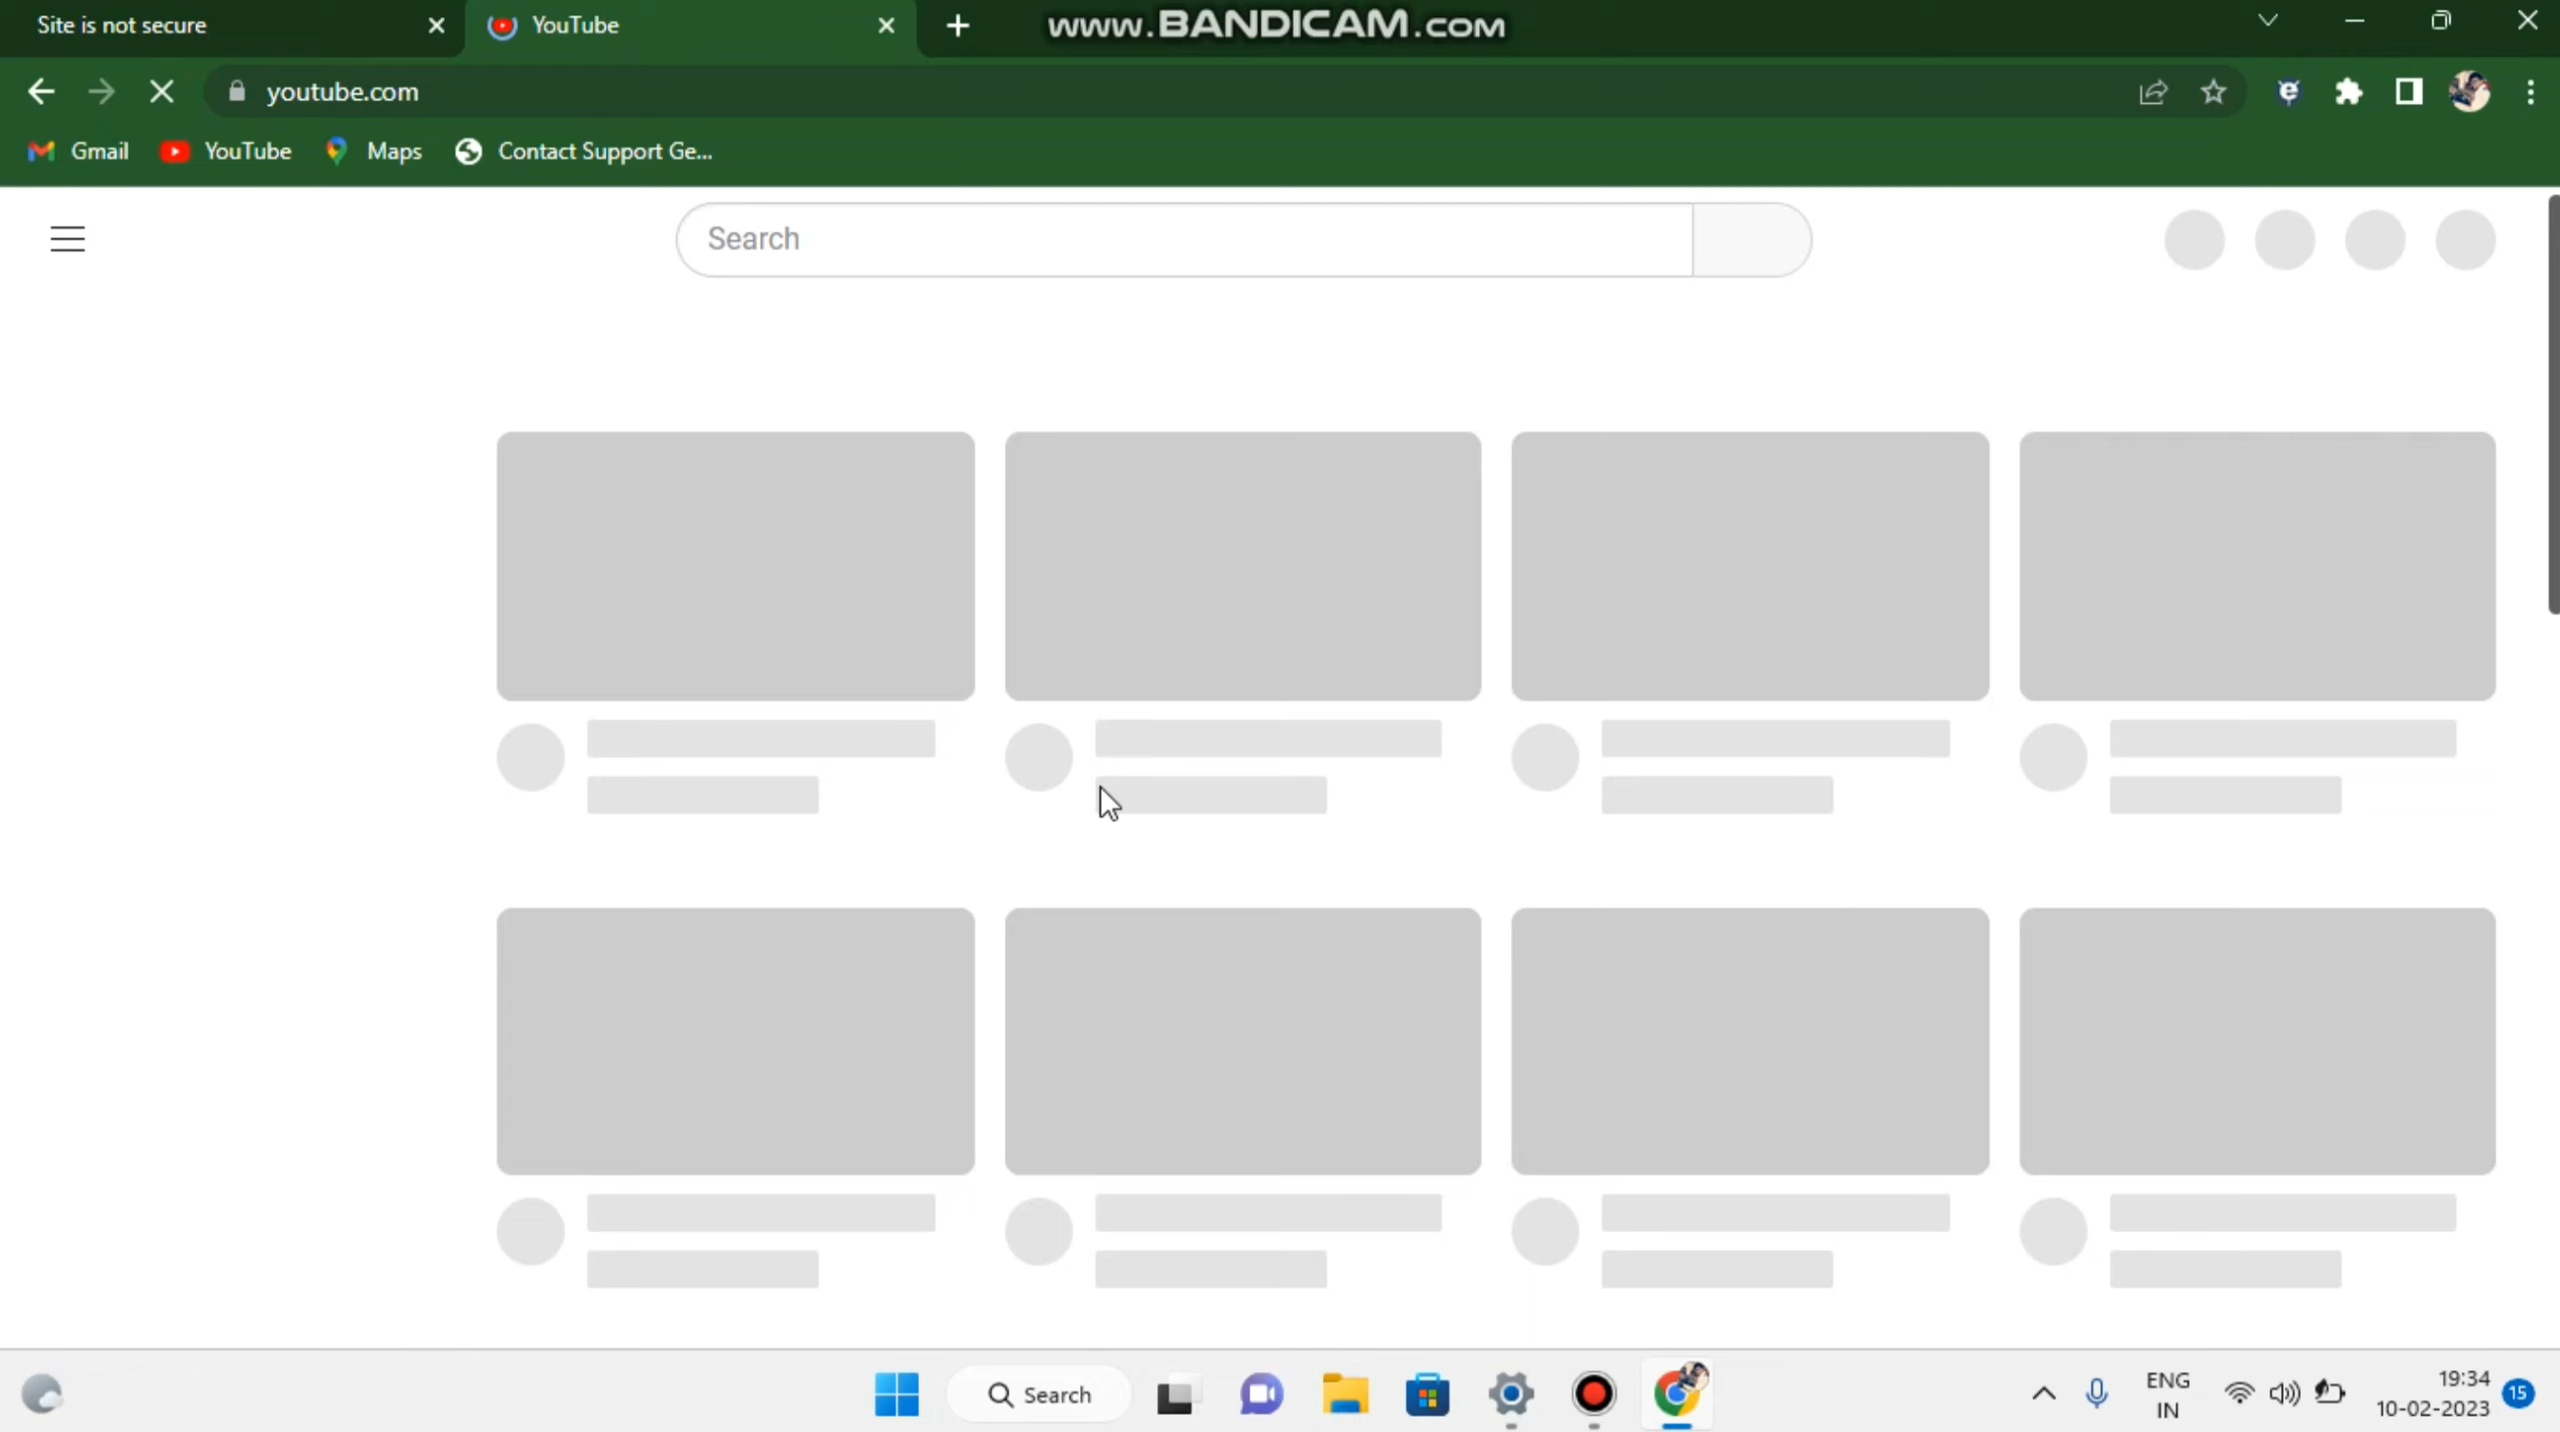 Site is not secure
YouTube
www.BANDICAM.com
youtube.com
Gmail
YouTube
Maps
Contact Support Ge...
Search
Search
ENG
IN
19:34
10-02-2023
15